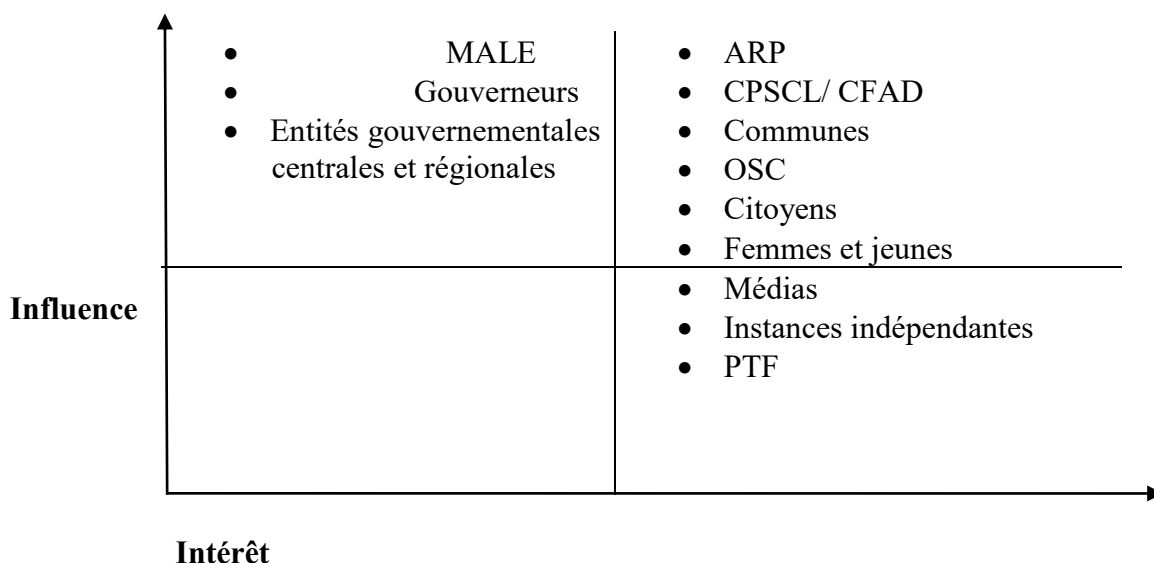 • MALE
• Gouverneurs
• Entités gouvernementales
centrales et régionales
• ARP
• CPSCL/ CFAD
• Communes
• OSC
• Citoyens
• Femmes et jeunes
• Médias
• Instances indépendantes
• PTF
Influence
Intérêt